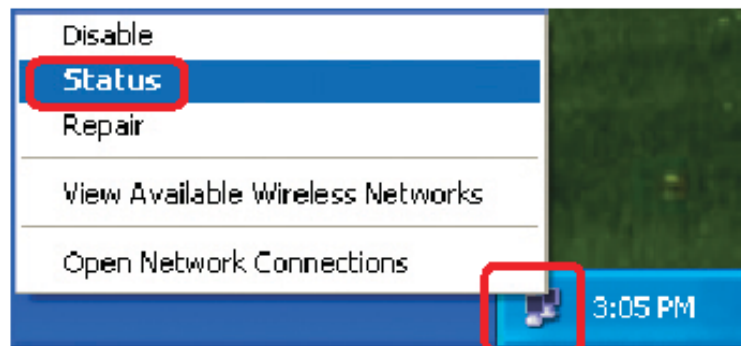 Disable
Status
Repair
View Available Wireless Networks
Open Network Connections
3:05 PM